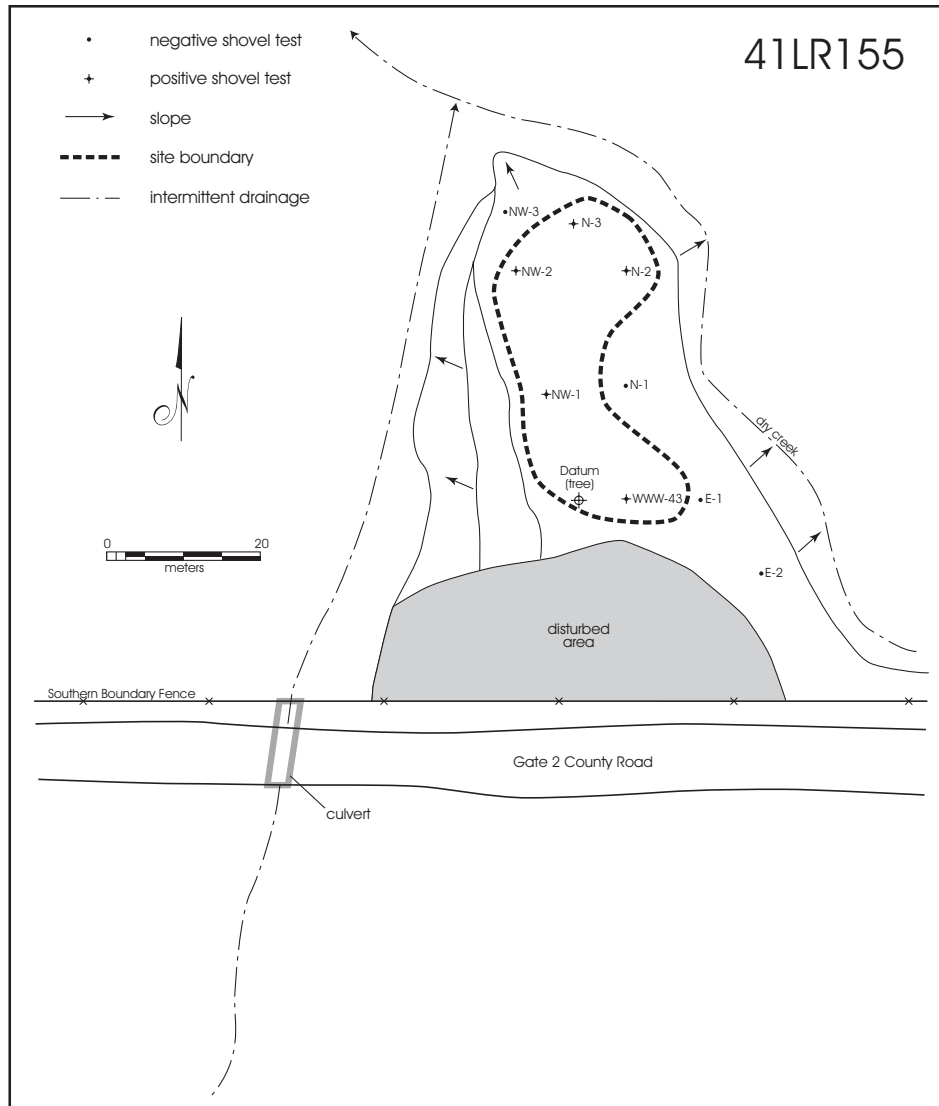 41LR155
negative shovel test
positive shovel test
slope
site boundary
intermittent drainage
NW-3
N-3
NW-2
N-2
N
NW-1
N-1
dry creek
Datum
(tree)
WWW-43
E-1
0
20
meters
E-2
disturbed
area
Southern Boundary Fence
Gate 2 County Road
culvert